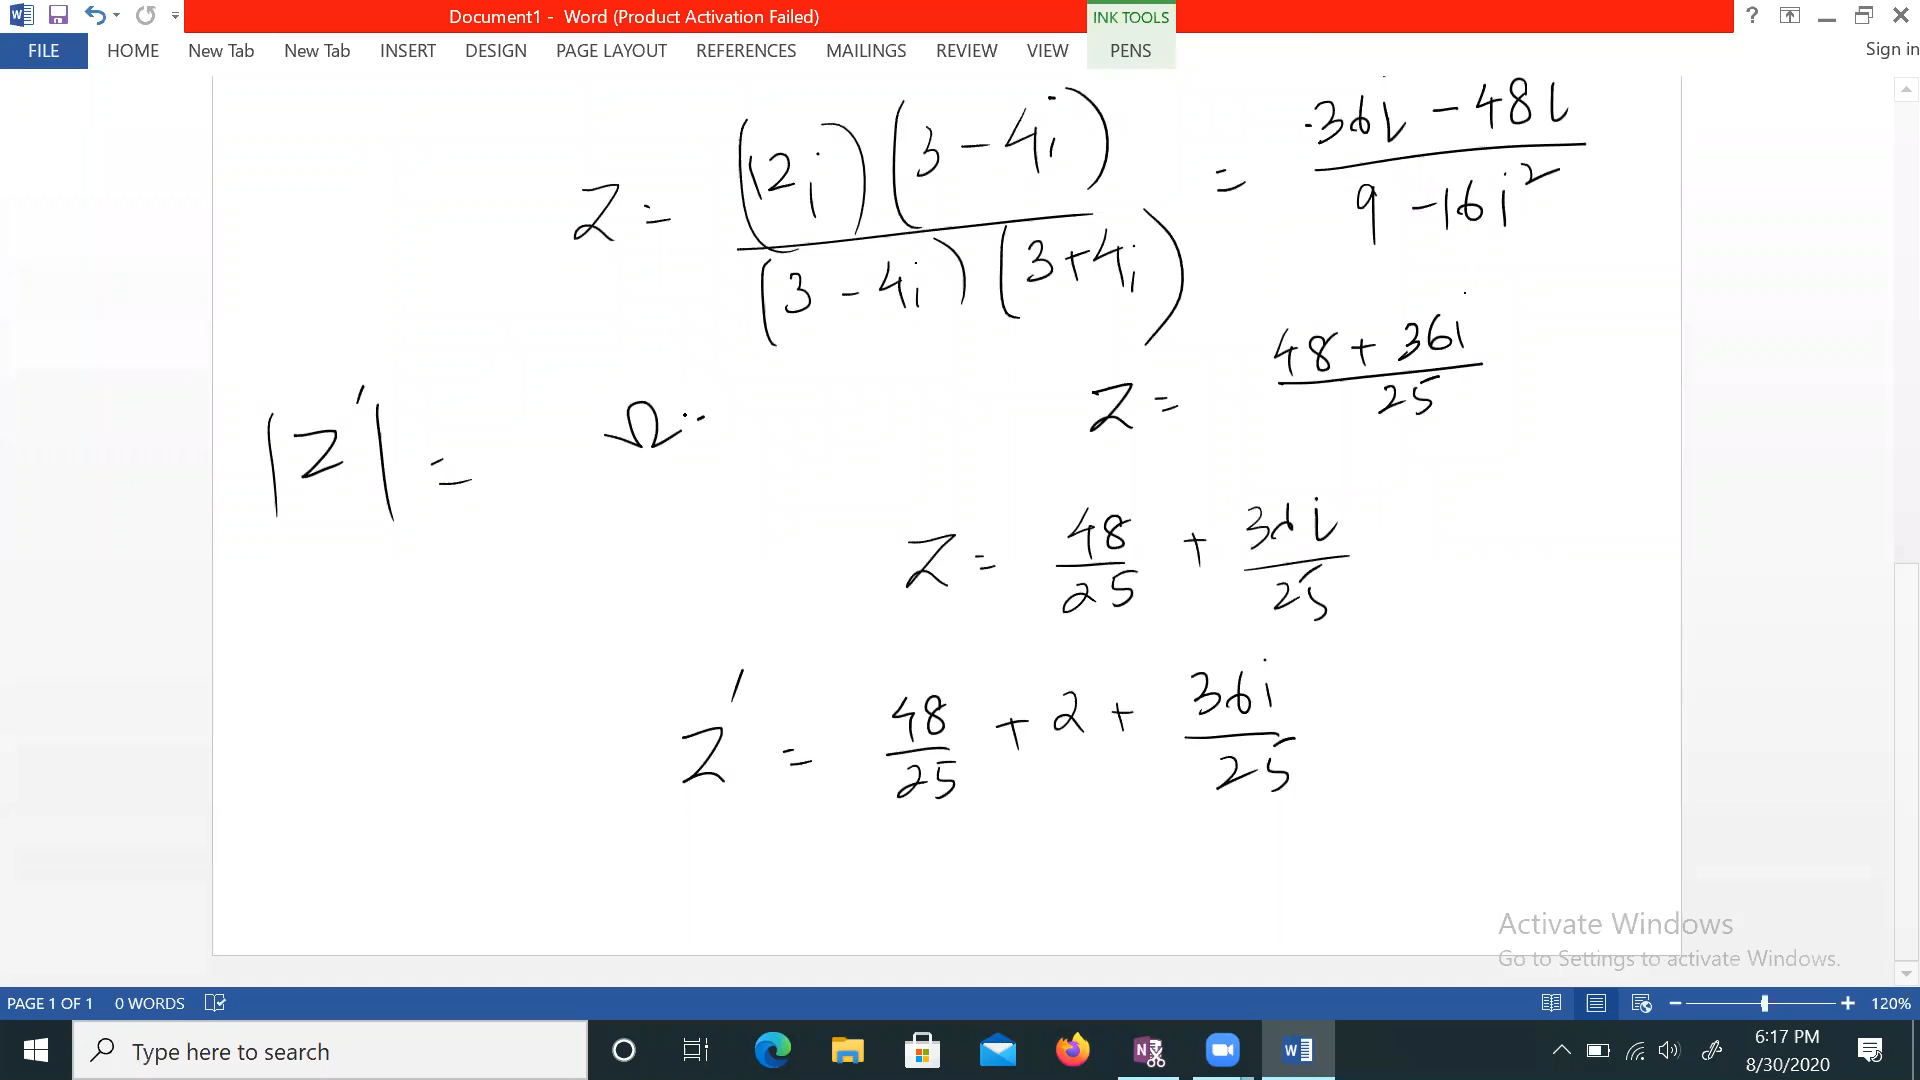 Document1 - Word (Product Activation Failed)
INK TOOLS
FILE HOME New Tab New Tab INSERT DESIGN PAGE LAYOUT REFERENCES MAILINGS REVIEW VIEW PENS Sign in
Z = (12i)(3 - 4i) / (3 - 4i)(3 + 4i) = 36i - 48i / 9 - 16i²
Z = 48 + 36i / 25
|Z'| = Ω
Z = 48/25 + 36i/25
Z' = 48/25 + 2 + 36i/25
Activate Windows
Go to Settings to activate Windows.
PAGE 1 OF 1 0 WORDS 120%
Type here to search
6:17 PM
8/30/2020